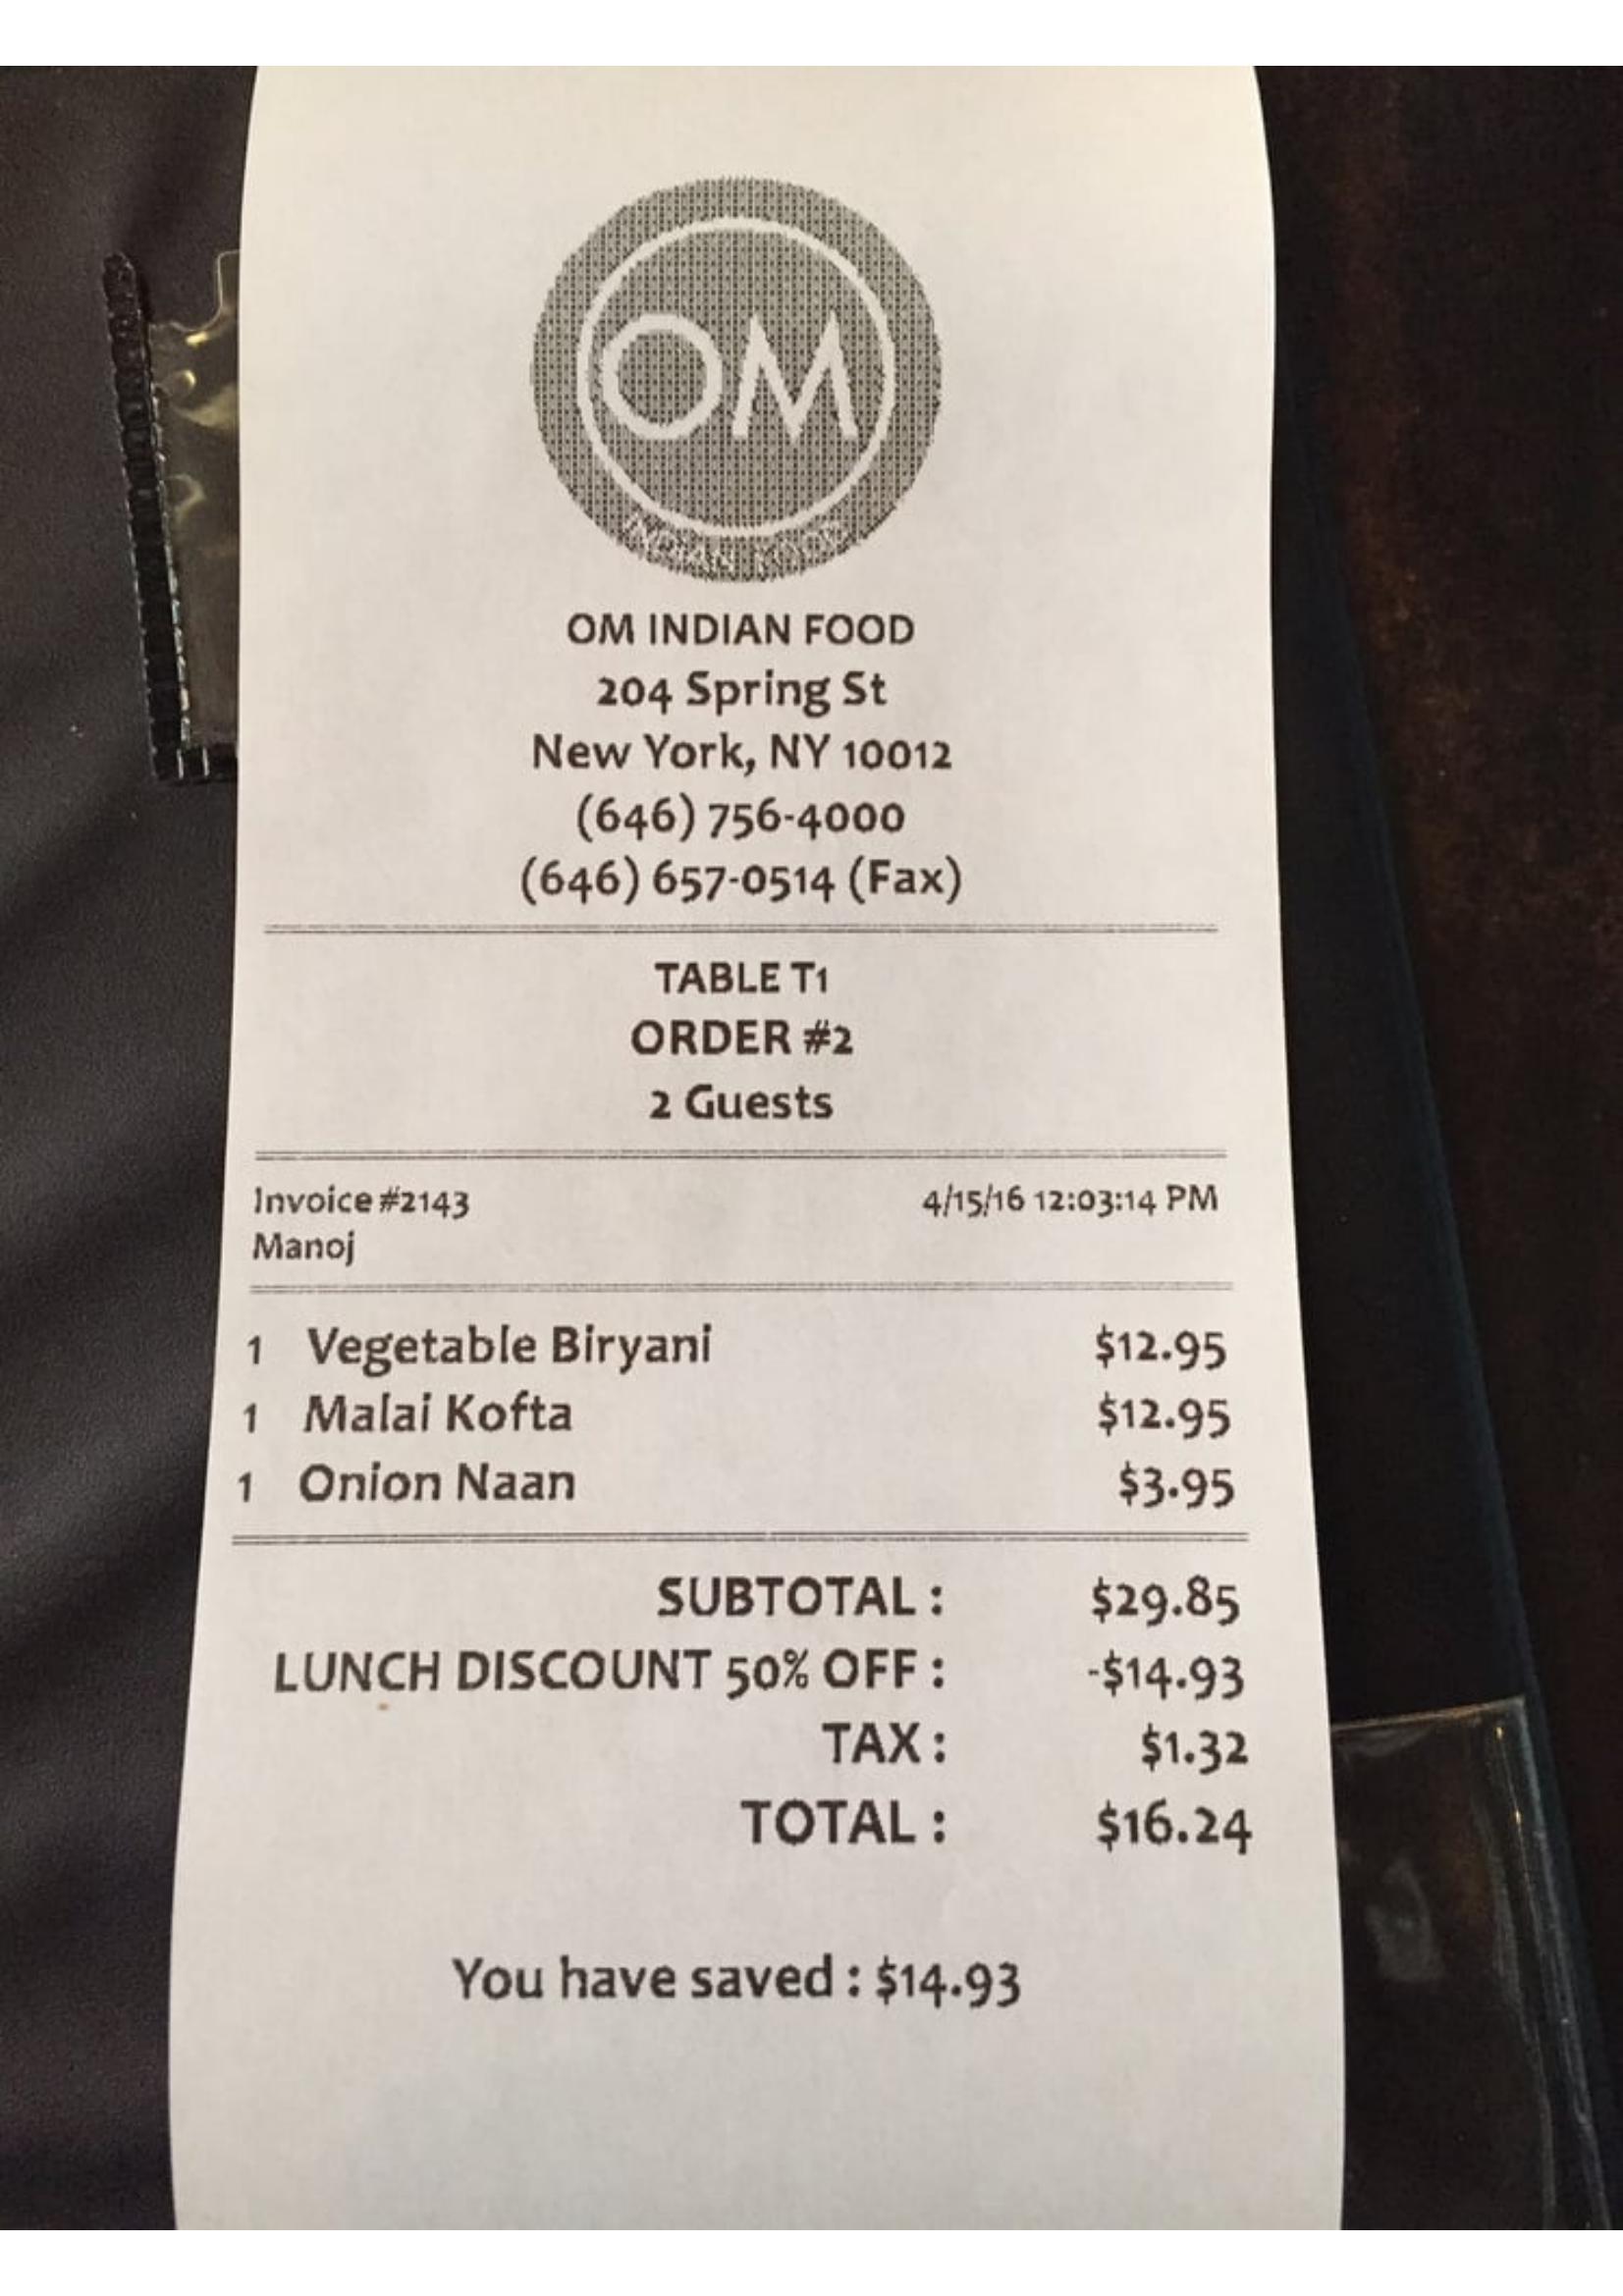 OM
INDIAN FOOD
OM INDIAN FOOD
204 Spring St
New York, NY 10012
(646) 756-4000
(646) 657-0514 (Fax)
TABLE T1
ORDER #2
2 Guests
Invoice #2143 4/15/16 12:03:14 PM
Manoj
1 Vegetable Biryani $12.95
1 Malai Kofta $12.95
1 Onion Naan $3.95
SUBTOTAL : $29.85
LUNCH DISCOUNT 50% OFF : -$14.93
TAX : $1.32
TOTAL : $16.24
You have saved : $14.93